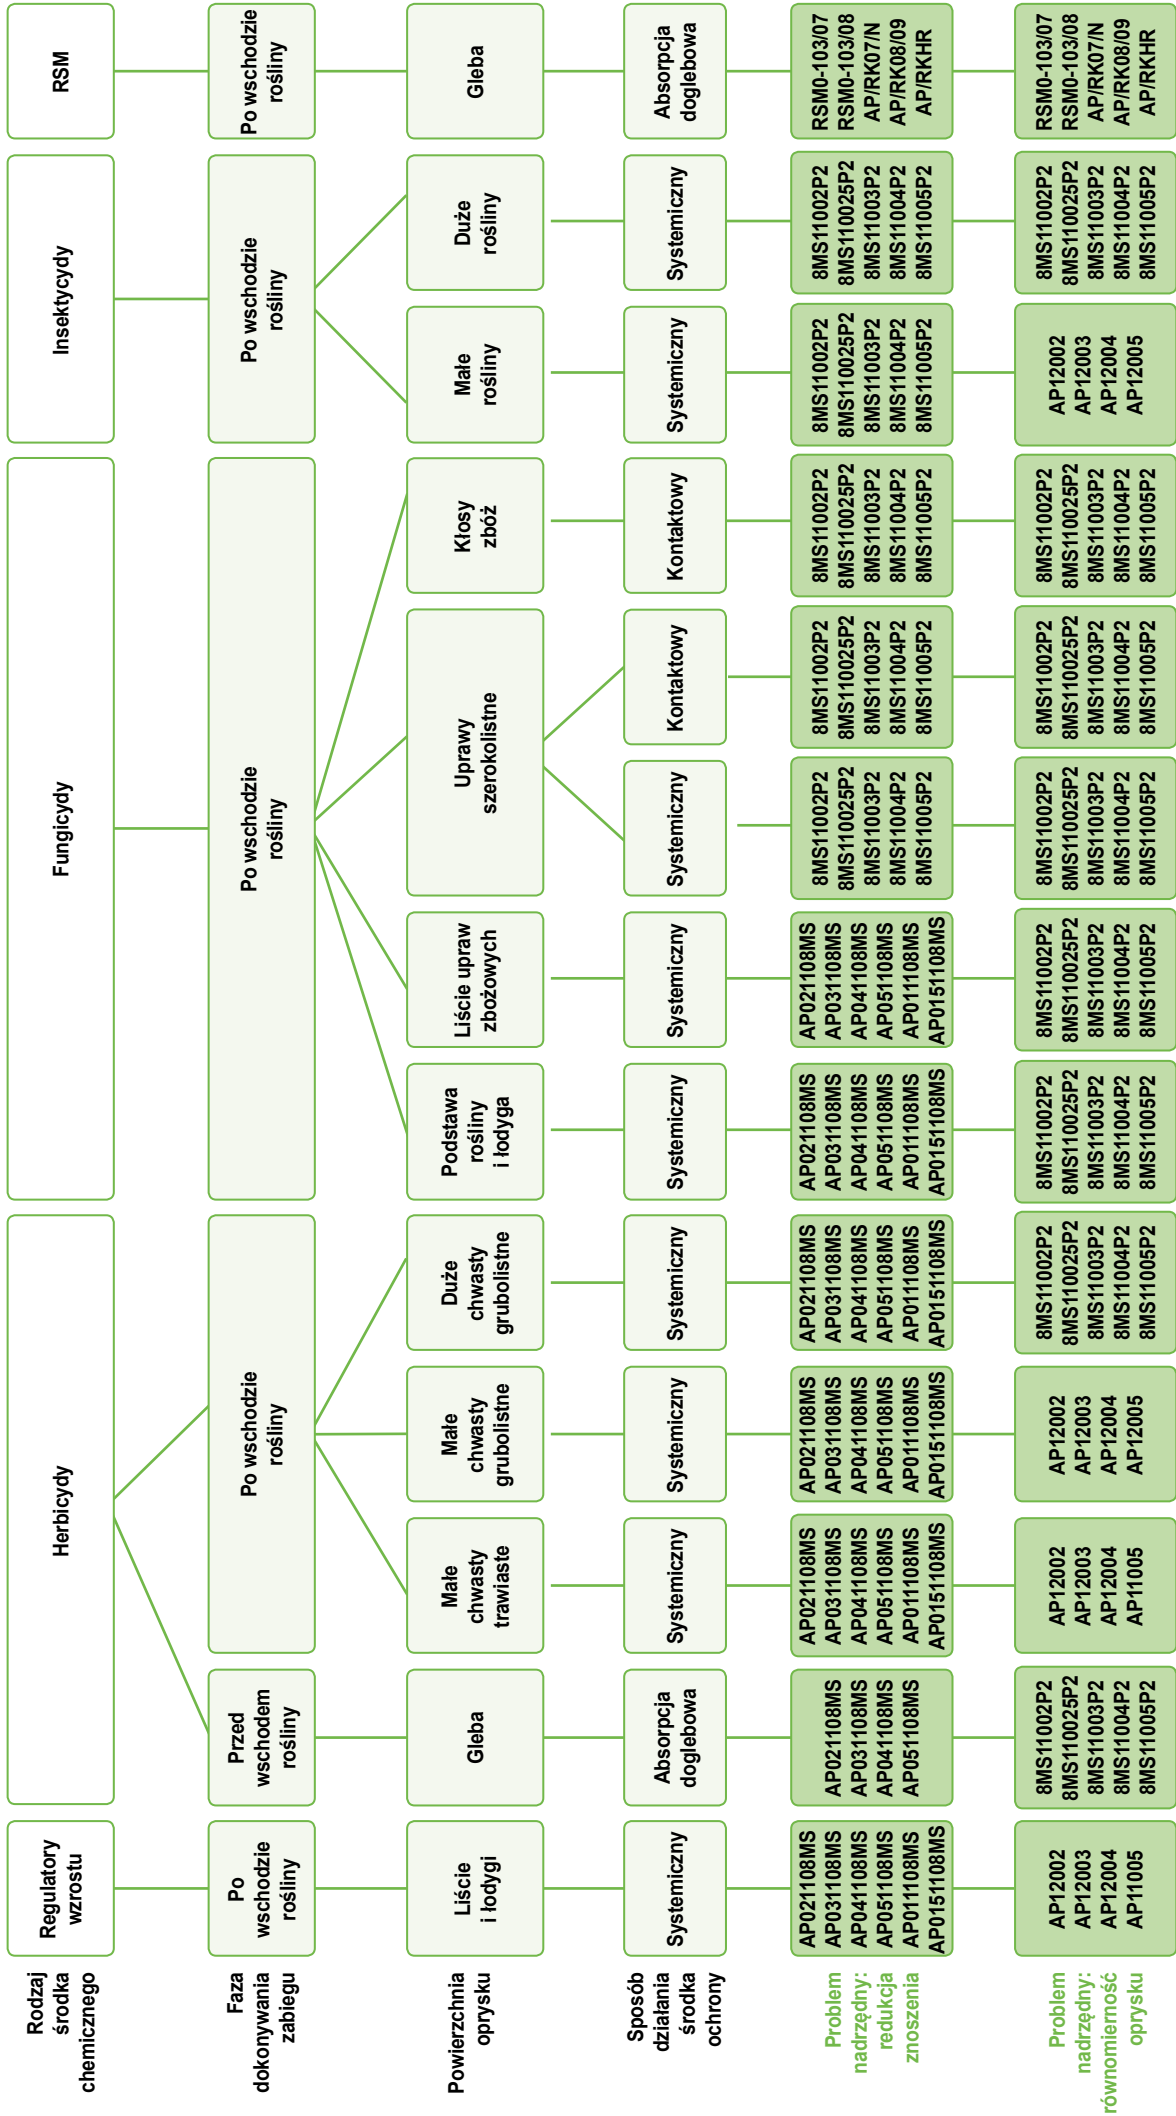 Rodzaj
środka
chemicznego
Regulatory
wzrostu
Herbicydy
Fungicydy
Insektycydy
RSM
Faza
dokonywania
zabiegu
Po
wschodzie
rośliny
Przed
wschodem
rośliny
Po wschodzie
rośliny
Po wschodzie
rośliny
Po wschodzie
rośliny
Po wschodzie
rośliny
Powierzchnia
oprysku
Liście
i łodygi
Gleba
Małe
chwasty
trawiaste
Małe
chwasty
grubolistne
Duże
chwasty
grubolistne
Podstawa
rośliny
i łodyga
Liście upraw
zbożowych
Uprawy
szerokolistne
Kłosy
zbóż
Małe
rośliny
Duże
rośliny
Gleba
Sposób
działania
środka
ochrony
Systemiczny
Absorpcja
doglebowa
Systemiczny
Systemiczny
Systemiczny
Systemiczny
Systemiczny
Systemiczny
Kontaktowy
Kontaktowy
Systemiczny
Systemiczny
Absorpcja
doglebowa
Problem
nadrzędny:
redukcja
znoszenia
AP021108MS
AP031108MS
AP041108MS
AP051108MS
AP011108MS
AP0151108MS
AP021108MS
AP031108MS
AP041108MS
AP051108MS
AP021108MS
AP031108MS
AP041108MS
AP051108MS
AP011108MS
AP0151108MS
AP021108MS
AP031108MS
AP041108MS
AP051108MS
AP011108MS
AP0151108MS
AP021108MS
AP031108MS
AP041108MS
AP051108MS
AP011108MS
AP0151108MS
AP021108MS
AP031108MS
AP041108MS
AP051108MS
AP011108MS
AP0151108MS
AP021108MS
AP031108MS
AP041108MS
AP051108MS
AP011108MS
AP0151108MS
8MS11002P2
8MS110025P2
8MS11003P2
8MS11004P2
8MS11005P2
8MS11002P2
8MS110025P2
8MS11003P2
8MS11004P2
8MS11005P2
8MS11002P2
8MS110025P2
8MS11003P2
8MS11004P2
8MS11005P2
8MS11002P2
8MS110025P2
8MS11003P2
8MS11004P2
8MS11005P2
8MS11002P2
8MS110025P2
8MS11003P2
8MS11004P2
8MS11005P2
RSM0-103/07
RSM0-103/08
AP/RK07/N
AP/RK08/09
AP/RKHR
Problem
nadrzędny:
równomierność
oprysku
AP12002
AP12003
AP12004
AP11005
8MS11002P2
8MS110025P2
8MS11003P2
8MS11004P2
8MS11005P2
AP12002
AP12003
AP12004
AP11005
AP12002
AP12003
AP12004
AP12005
8MS11002P2
8MS110025P2
8MS11003P2
8MS11004P2
8MS11005P2
8MS11002P2
8MS110025P2
8MS11003P2
8MS11004P2
8MS11005P2
8MS11002P2
8MS110025P2
8MS11003P2
8MS11004P2
8MS11005P2
8MS11002P2
8MS110025P2
8MS11003P2
8MS11004P2
8MS11005P2
8MS11002P2
8MS110025P2
8MS11003P2
8MS11004P2
8MS11005P2
8MS11002P2
8MS110025P2
8MS11003P2
8MS11004P2
8MS11005P2
AP12002
AP12003
AP12004
AP12005
8MS11002P2
8MS110025P2
8MS11003P2
8MS11004P2
8MS11005P2
RSM0-103/07
RSM0-103/08
AP/RK07/N
AP/RK08/09
AP/RKHR